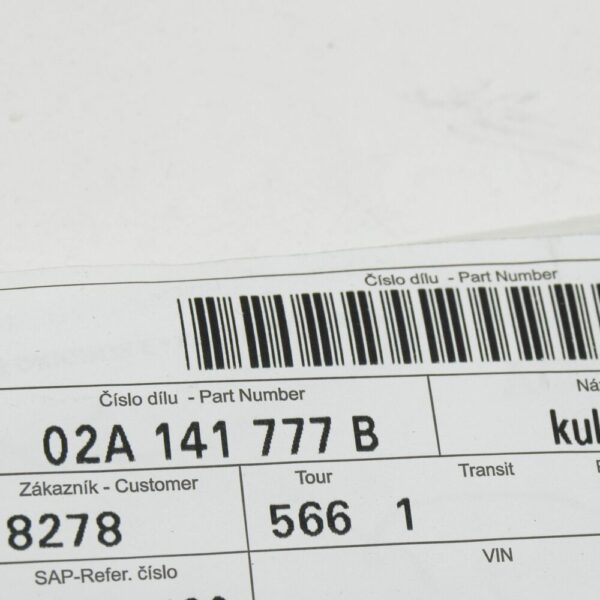 Číslo dílu - Part Number
Číslo dílu - Part Number
02A 141 777 B
Zákazník - Customer
8278
Tour
566 1
Transit
SAP-Refer. číslo
VIN